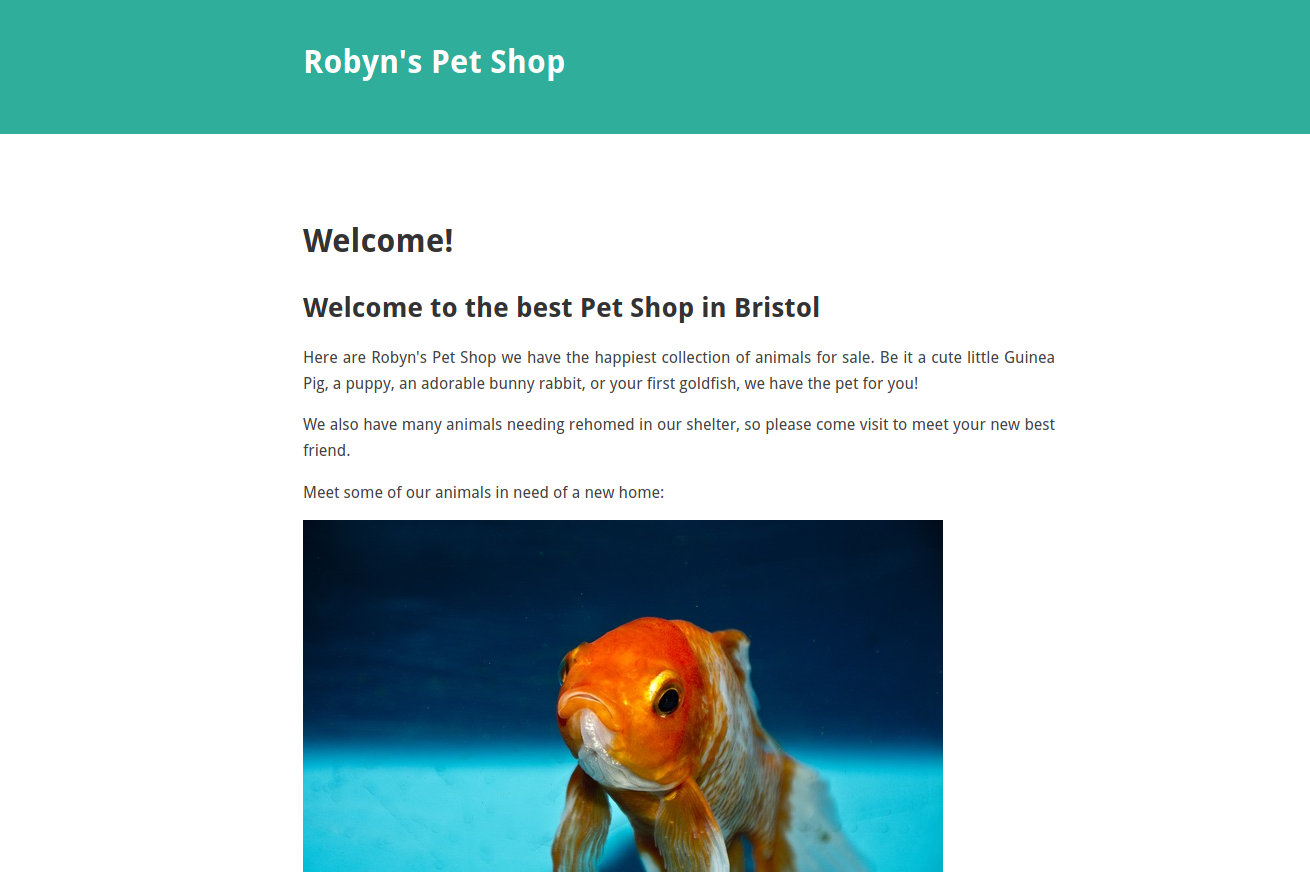 Robyn's Pet Shop
Welcome!
Welcome to the best Pet Shop in Bristol
Here are Robyn's Pet Shop we have the happiest collection of animals for sale. Be it a cute little Guinea
Pig, a puppy, an adorable bunny rabbit, or your first goldfish, we have the pet for you!
We also have many animals needing rehomed in our shelter, so please come visit to meet your new best
friend.
Meet some of our animals in need of a new home: